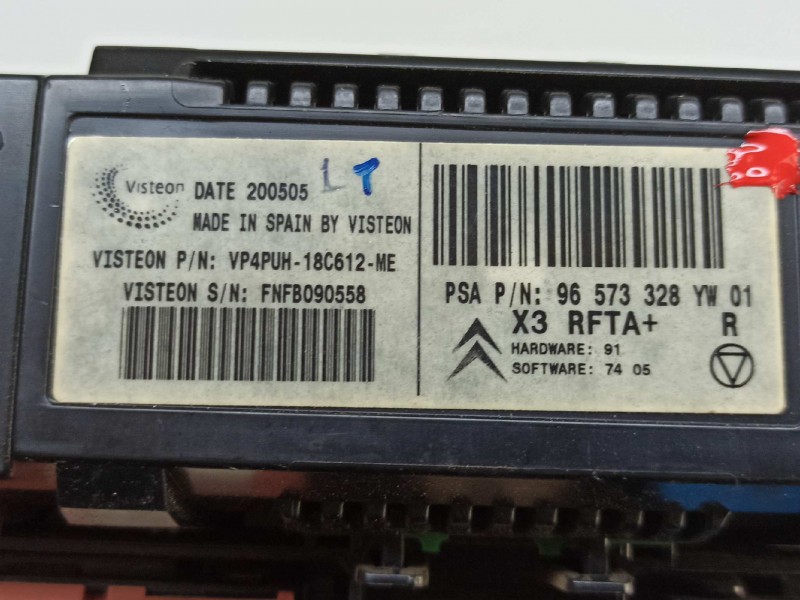 Visteon DATE 200505 LT
MADE IN SPAIN BY VISTEON
VISTEON P/N: VP4PUH-18C612-ME
VISTEON S/N: FNFB090558
PSA P/N: 96 573 328 YW 01
X3 RFTA+ R
HARDWARE: 91
SOFTWARE: 74 05